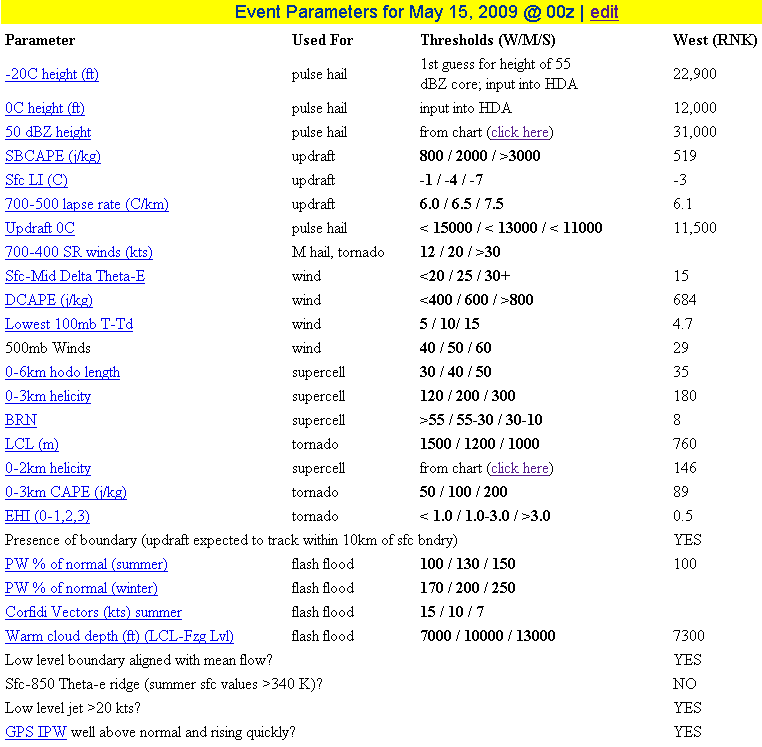 Event Parameters for May 15, 2009 @ 00z | edit
Parameter Used For Thresholds (W/M/S) West (RNK)
-20C height (ft) pulse hail 1st guess for height of 55 dBZ core; input into HDA 22,900
0C height (ft) pulse hail input into HDA 12,000
50 dBZ height pulse hail from chart (click here) 31,000
SBCAPE (j/kg) updraft 800 / 2000 / >3000 519
Sfc LI (C) updraft -1 / -4 / -7 -3
700-500 lapse rate (C/km) updraft 6.0 / 6.5 / 7.5 6.1
Updraft 0C pulse hail < 15000 / < 13000 / < 11000 11,500
700-400 SR winds (kts) M hail, tornado 12 / 20 / >30
Sfc-Mid Delta Theta-E wind <20 / 25 / 30+ 15
DCAPE (j/kg) wind <400 / 600 / >800 684
Lowest 100mb T-Td wind 5 / 10/ 15 4.7
500mb Winds wind 40 / 50 / 60 29
0-6km hodo length supercell 30 / 40 / 50 35
0-3km helicity supercell 120 / 200 / 300 180
BRN supercell >55 / 55-30 / 30-10 8
LCL (m) tornado 1500 / 1200 / 1000 760
0-2km helicity supercell from chart (click here) 146
0-3km CAPE (j/kg) tornado 50 / 100 / 200 89
EHI (0-1,2,3) tornado < 1.0 / 1.0-3.0 / >3.0 0.5
Presence of boundary (updraft expected to track within 10km of sfc bndry) YES
PW % of normal (summer) flash flood 100 / 130 / 150 100
PW % of normal (winter) flash flood 170 / 200 / 250
Corfidi Vectors (kts) summer flash flood 15 / 10 / 7
Warm cloud depth (ft) (LCL-Fzg Lvl) flash flood 7000 / 10000 / 13000 7300
Low level boundary aligned with mean flow? YES
Sfc-850 Theta-e ridge (summer sfc values >340 K)? NO
Low level jet >20 kts? YES
GPS IPW well above normal and rising quickly? YES